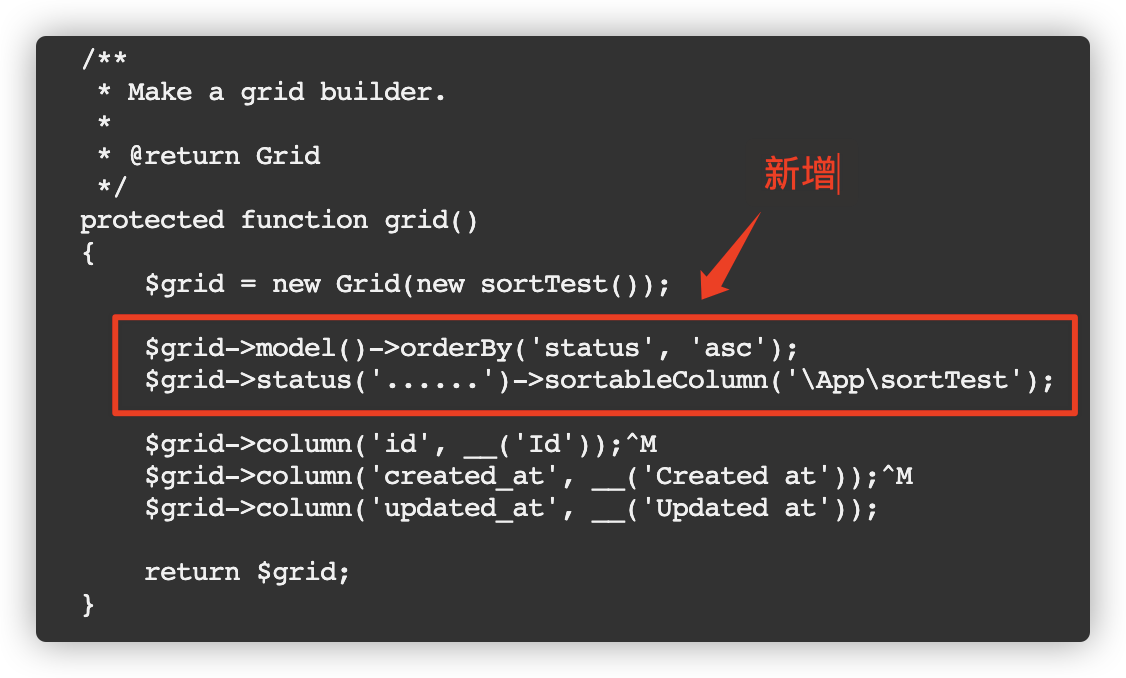 /**
 * Make a grid builder.
 *
 * @return Grid
 */
新增
protected function grid()
{
    $grid = new Grid(new sortTest());
    $grid->model()->orderBy('status', 'asc');
    $grid->status('......')->sortableColumn('\App\sortTest');
    $grid->column('id', __('Id'));^M
    $grid->column('created_at', __('Created at'));^M
    $grid->column('updated_at', __('Updated at'));
    return $grid;
}